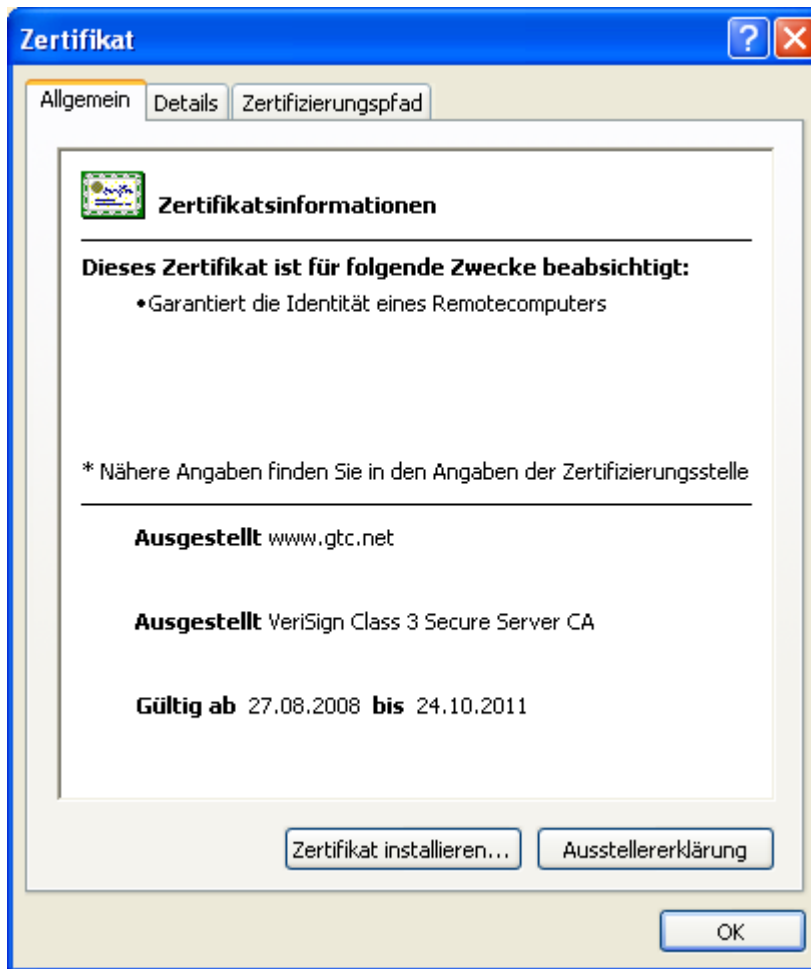 Zertifikat
Allgemein Details Zertifizierungspfad
Zertifikatsinformationen
Dieses Zertifikat ist für folgende Zwecke beabsichtigt:
•Garantiert die Identität eines Remotecomputers
* Nähere Angaben finden Sie in den Angaben der Zertifizierungsstelle
Ausgestellt www.gtc.net
Ausgestellt VeriSign Class 3 Secure Server CA
Gültig ab 27.08.2008 bis 24.10.2011
Zertifikat installieren... Ausstellererklärung
OK